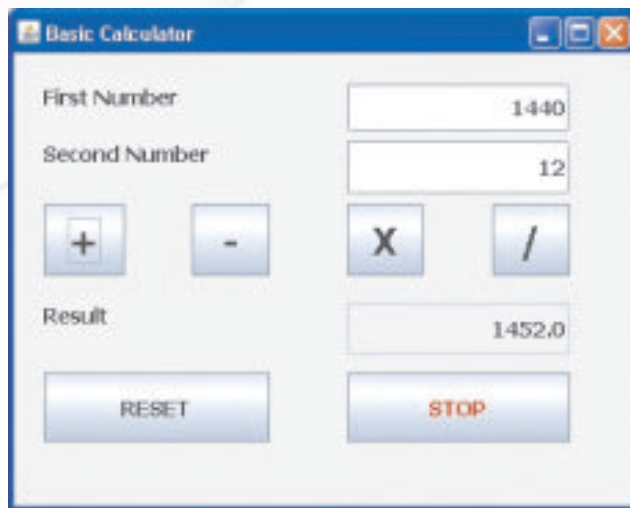 Basic Calculator
First Number 1440
Second Number 12
+ - X /
Result 1452.0
RESET STOP